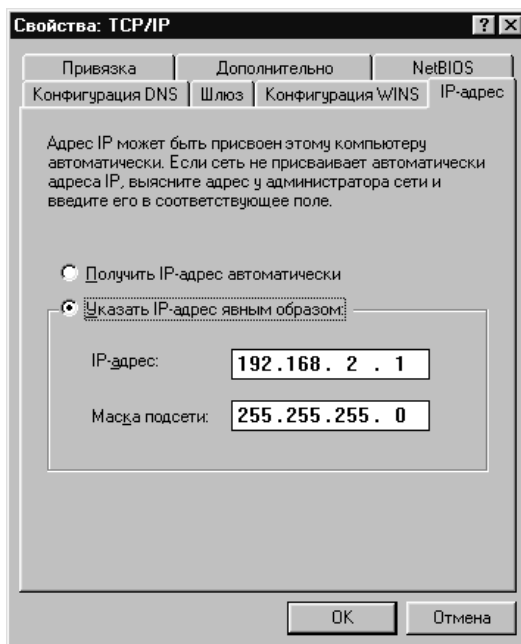 Свойства: TCP/IP
? ×
Привязка Дополнительно NetBIOS
Конфигурация DNS Шлюз Конфигурация WINS IP-адрес
Адрес IP может быть присвоен этому компьютеру
автоматически. Если сеть не присваивает автоматически
адреса IP, выясните адрес у администратора сети и
введите его в соответствующее поле.
Получить IP-адрес автоматически
Указать IP-адрес явным образом:
IP-адрес: 192.168. 2 . 1
Маска подсети: 255.255.255. 0
OK Отмена